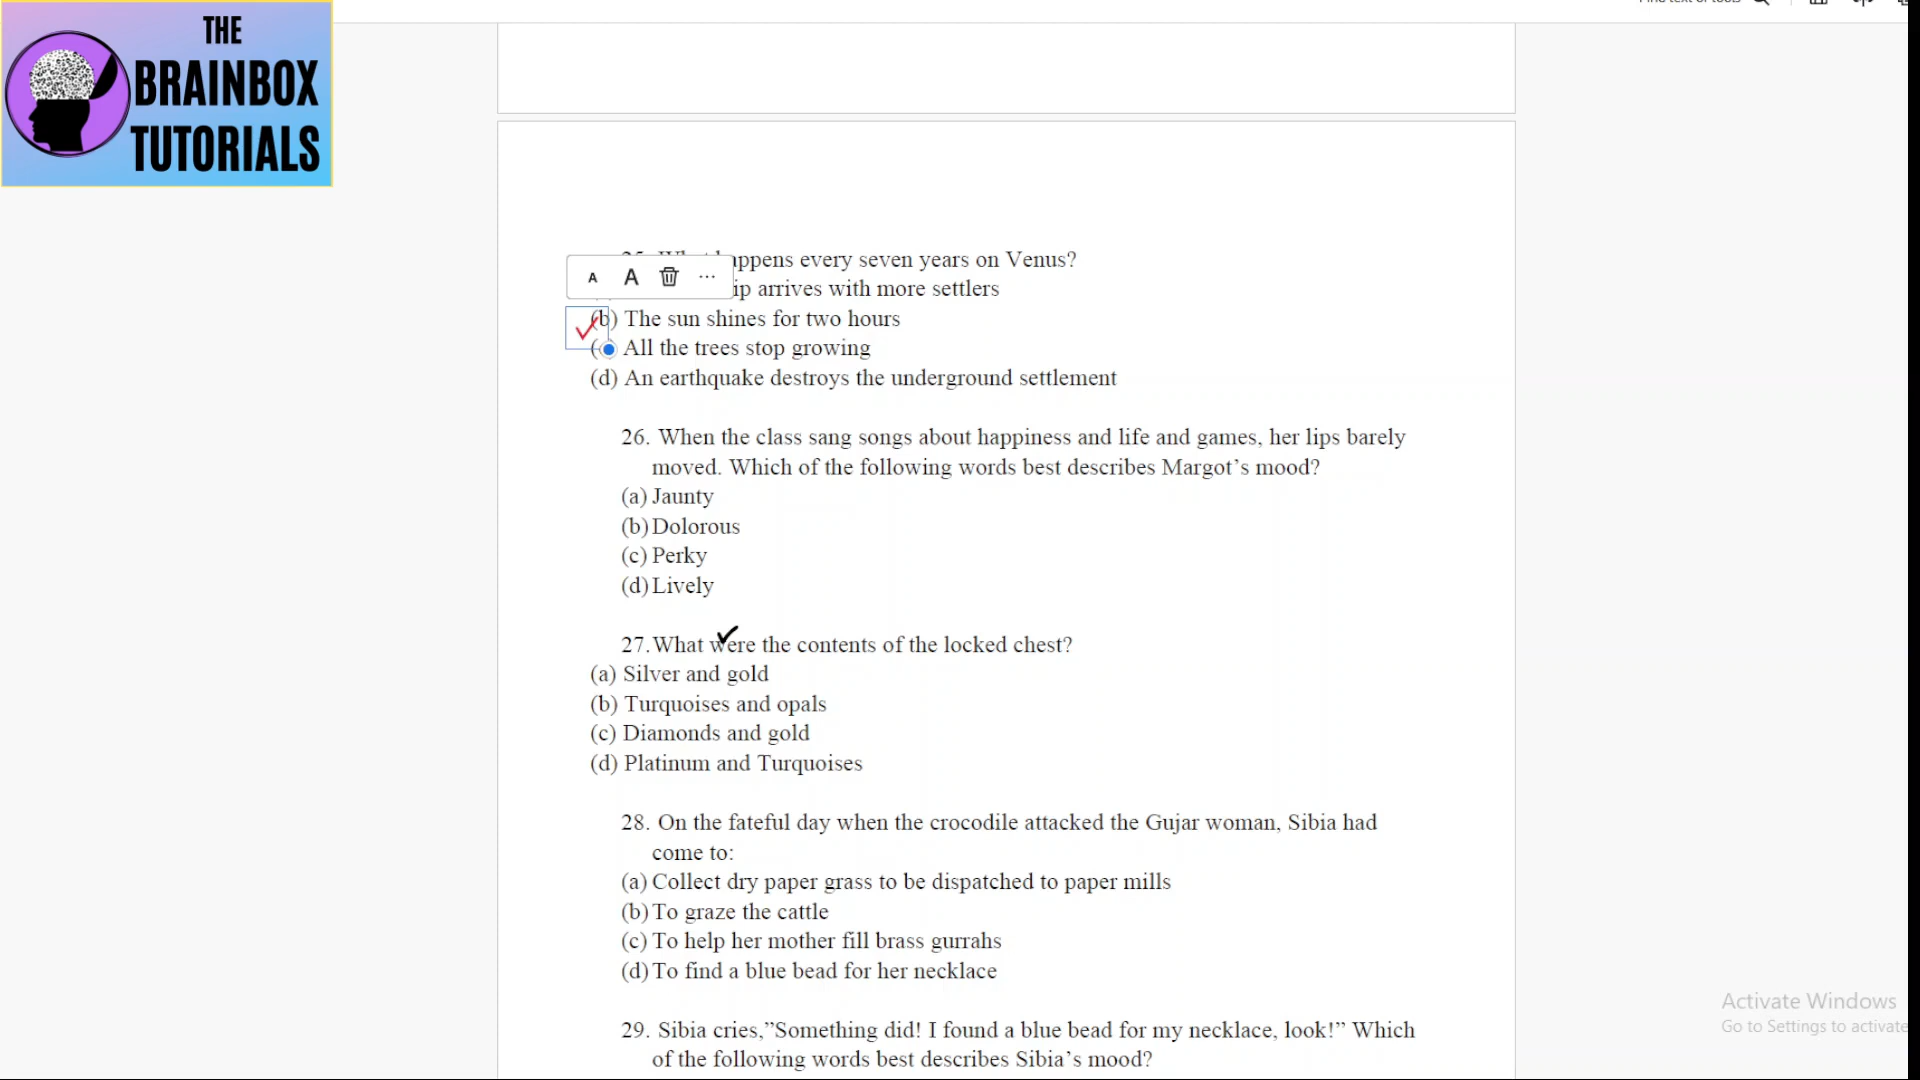 THE
BRAINBOX
TUTORIALS
every seven years on Venus?
arrives with more settlers
(b) The sun shines for two hours
All the trees stop growing
(d) An earthquake destroys the underground settlement
26. When the class sang songs about happiness and life and games, her lips barely
moved. Which of the following words best describes Margot’s mood?
(a) Jaunty
(b) Dolorous
(c) Perky
(d) Lively
27. What were the contents of the locked chest?
(a) Silver and gold
(b) Turquoises and opals
(c) Diamonds and gold
(d) Platinum and Turquoises
28. On the fateful day when the crocodile attacked the Gujar woman, Sibia had
come to:
(a) Collect dry paper grass to be dispatched to paper mills
(b) To graze the cattle
(c) To help her mother fill brass gurrahs
(d) To find a blue bead for her necklace
29. Sibia cries,”Something did! I found a blue bead for my necklace, look!” Which
of the following words best describes Sibia’s mood?
A A ...
Activate Windows
Go to Settings to activate